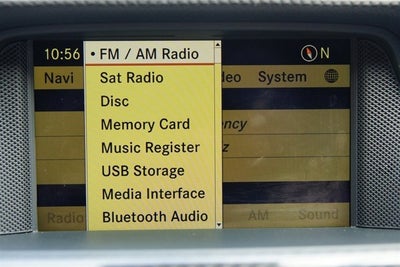 10:56 • FM / AM Radio N
Navi Sat Radio deo System
Disc
Memory Card ency
Music Register z
USB Storage
Media Interface
Radio Bluetooth Audio AM Sound